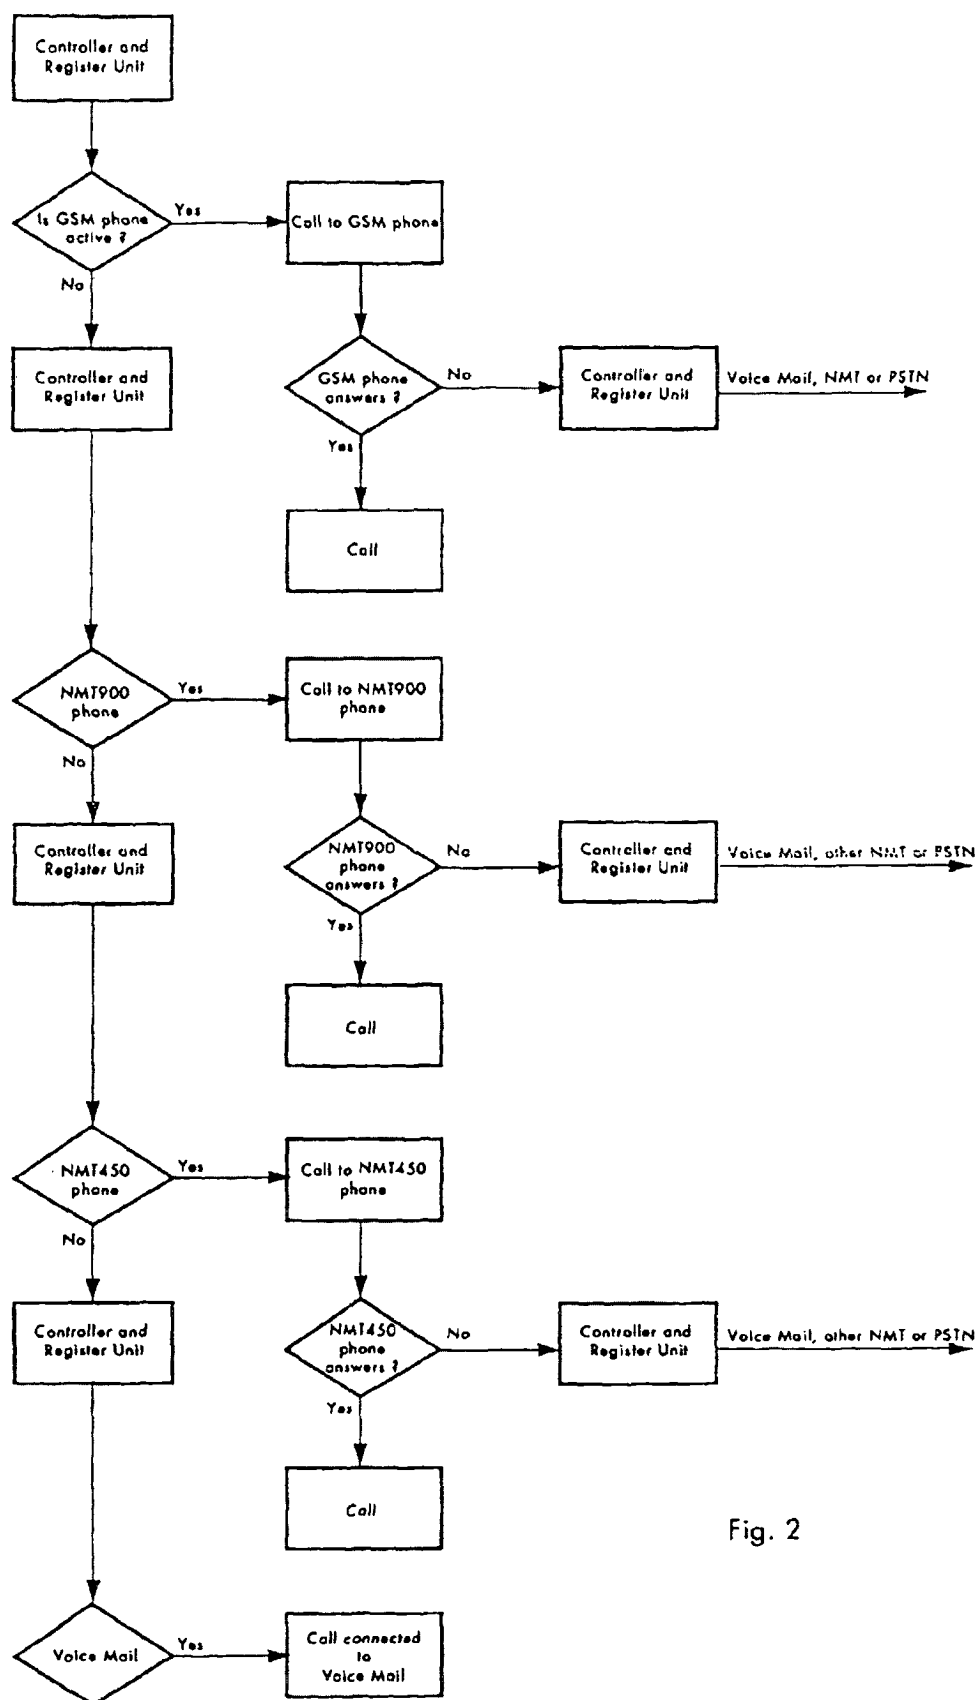 Controller and
Register Unit
Is GSM phone
active ?
Yes
Call to GSM phone
No
Controller and
Register Unit
GSM phone
answers ?
No
Controller and
Register Unit
Voice Mail, NMT or PSTN
Yes
Call
NMT900
phone
Yes
Call to NMT900
phone
No
Controller and
Register Unit
NMT900
phone
answers ?
No
Controller and
Register Unit
Voice Mail, other NMT or PSTN
Yes
Call
NMT450
phone
Yes
Call to NMT450
phone
No
Controller and
Register Unit
NMT450
phone
answers ?
No
Controller and
Register Unit
Voice Mail, other NMT or PSTN
Yes
Call
Fig. 2
Voice Mail
Yes
Call connected
to
Voice Mail